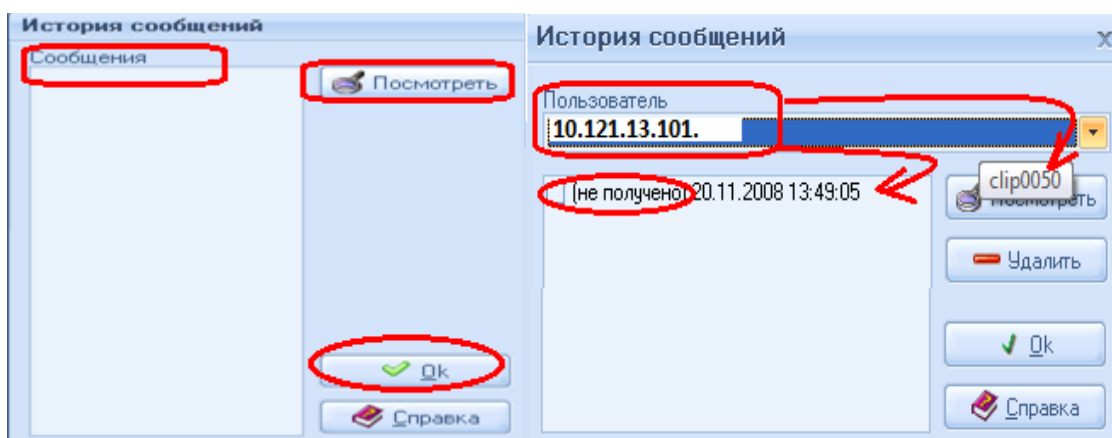 История сообщений
Сообщения
Посмотреть
Ok
Справка
История сообщений
X
Пользователь
10.121.13.101.
(не получено) 20.11.2008 13:49:05
clip0050
Посмотреть
Удалить
Ok
Справка